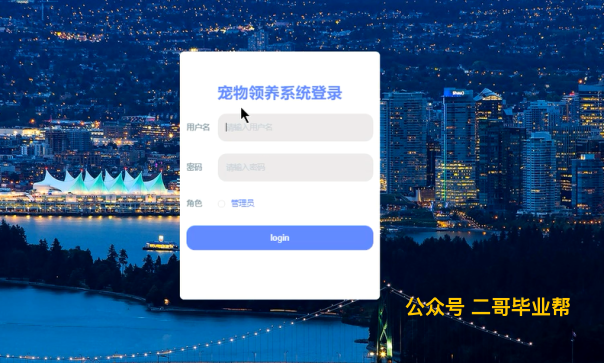 宠物领养系统登录
用户名
请输入用户名
密码
请输入密码
角色 管理员
login
公众号 二哥毕业帮